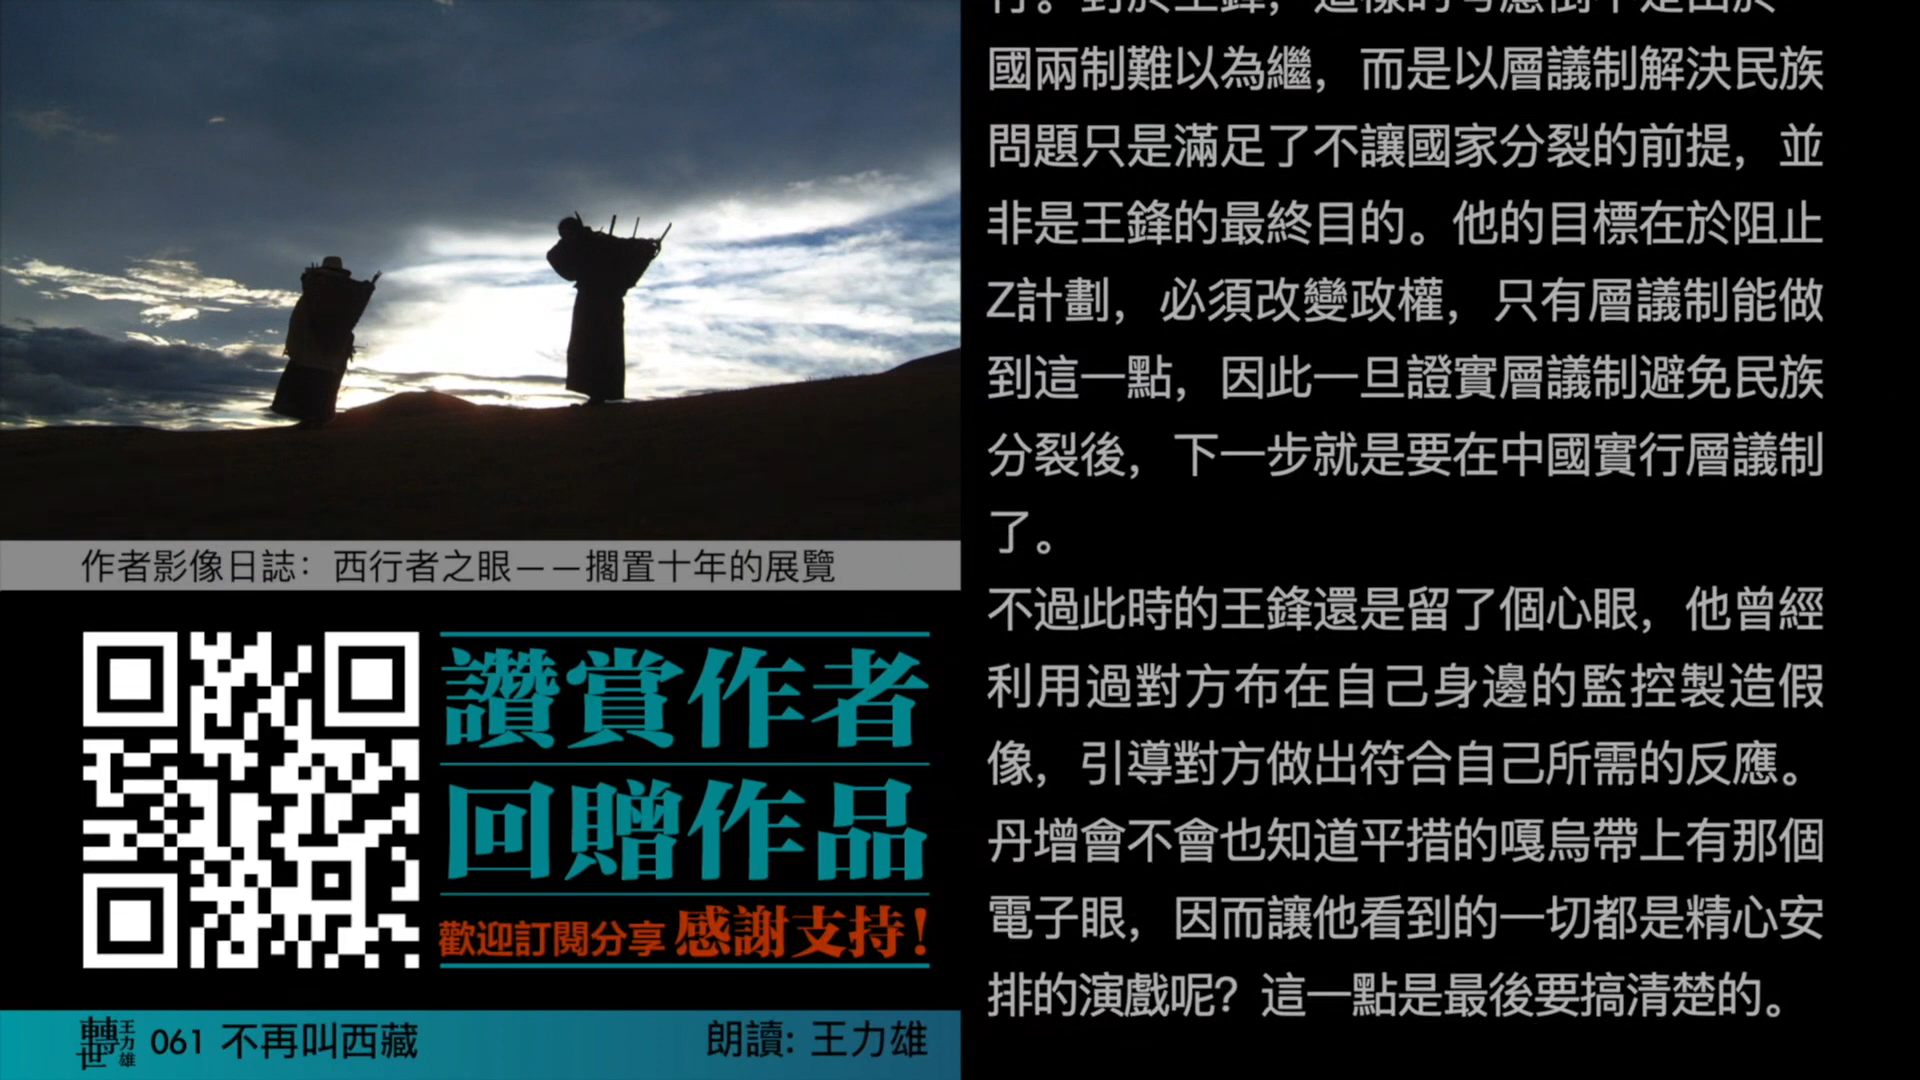 國兩制難以為繼，而是以層議制解決民族
問題只是滿足了不讓國家分裂的前提，並
非是王鋒的最終目的。他的目標在於阻止
Z計劃，必須改變政權，只有層議制能做
到這一點，因此一旦證實層議制避免民族
分裂後，下一步就是要在中國實行層議制
了。
不過此時的王鋒還是留了個心眼，他曾經
利用過對方布在自己身邊的監控製造假
像，引導對方做出符合自己所需的反應。
丹增會不會也知道平措的嘎烏帶上有那個
電子眼，因而讓他看到的一切都是精心安
排的演戲呢？這一點是最後要搞清楚的。
作者影像日誌：西行者之眼——擱置十年的展覽
讚賞作者
回贈作品
歡迎訂閱分享 感謝支持！
轉世 王力雄 061 不再叫西藏
朗讀：王力雄